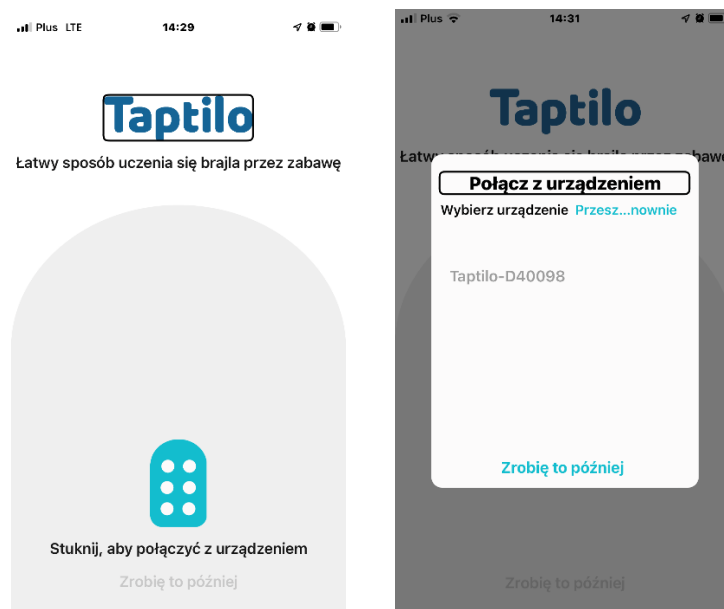 Plus LTE 14:29
Taptilo
Łatwy sposób uczenia się brajla przez zabawę
Stuknij, aby połączyć z urządzeniem
Zrobię to później
Plus 14:31
Taptilo
Połącz z urządzeniem
Wybierz urządzenie Przesz...nownie
Taptilo-D40098
Zrobię to później
Zrobię to później